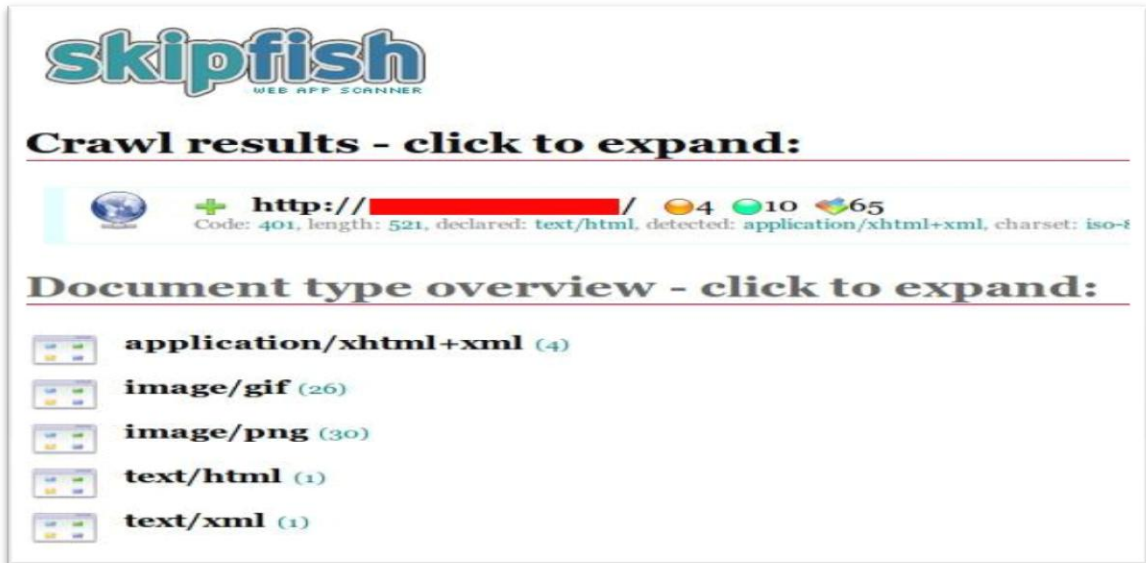 skipfish
WEB APP SCANNER
Crawl results - click to expand:
http:// / 4 10 65
Code: 401, length: 521, declared: text/html, detected: application/xhtml+xml, charset: iso-8
Document type overview - click to expand:
application/xhtml+xml (4)
image/gif (26)
image/png (30)
text/html (1)
text/xml (1)